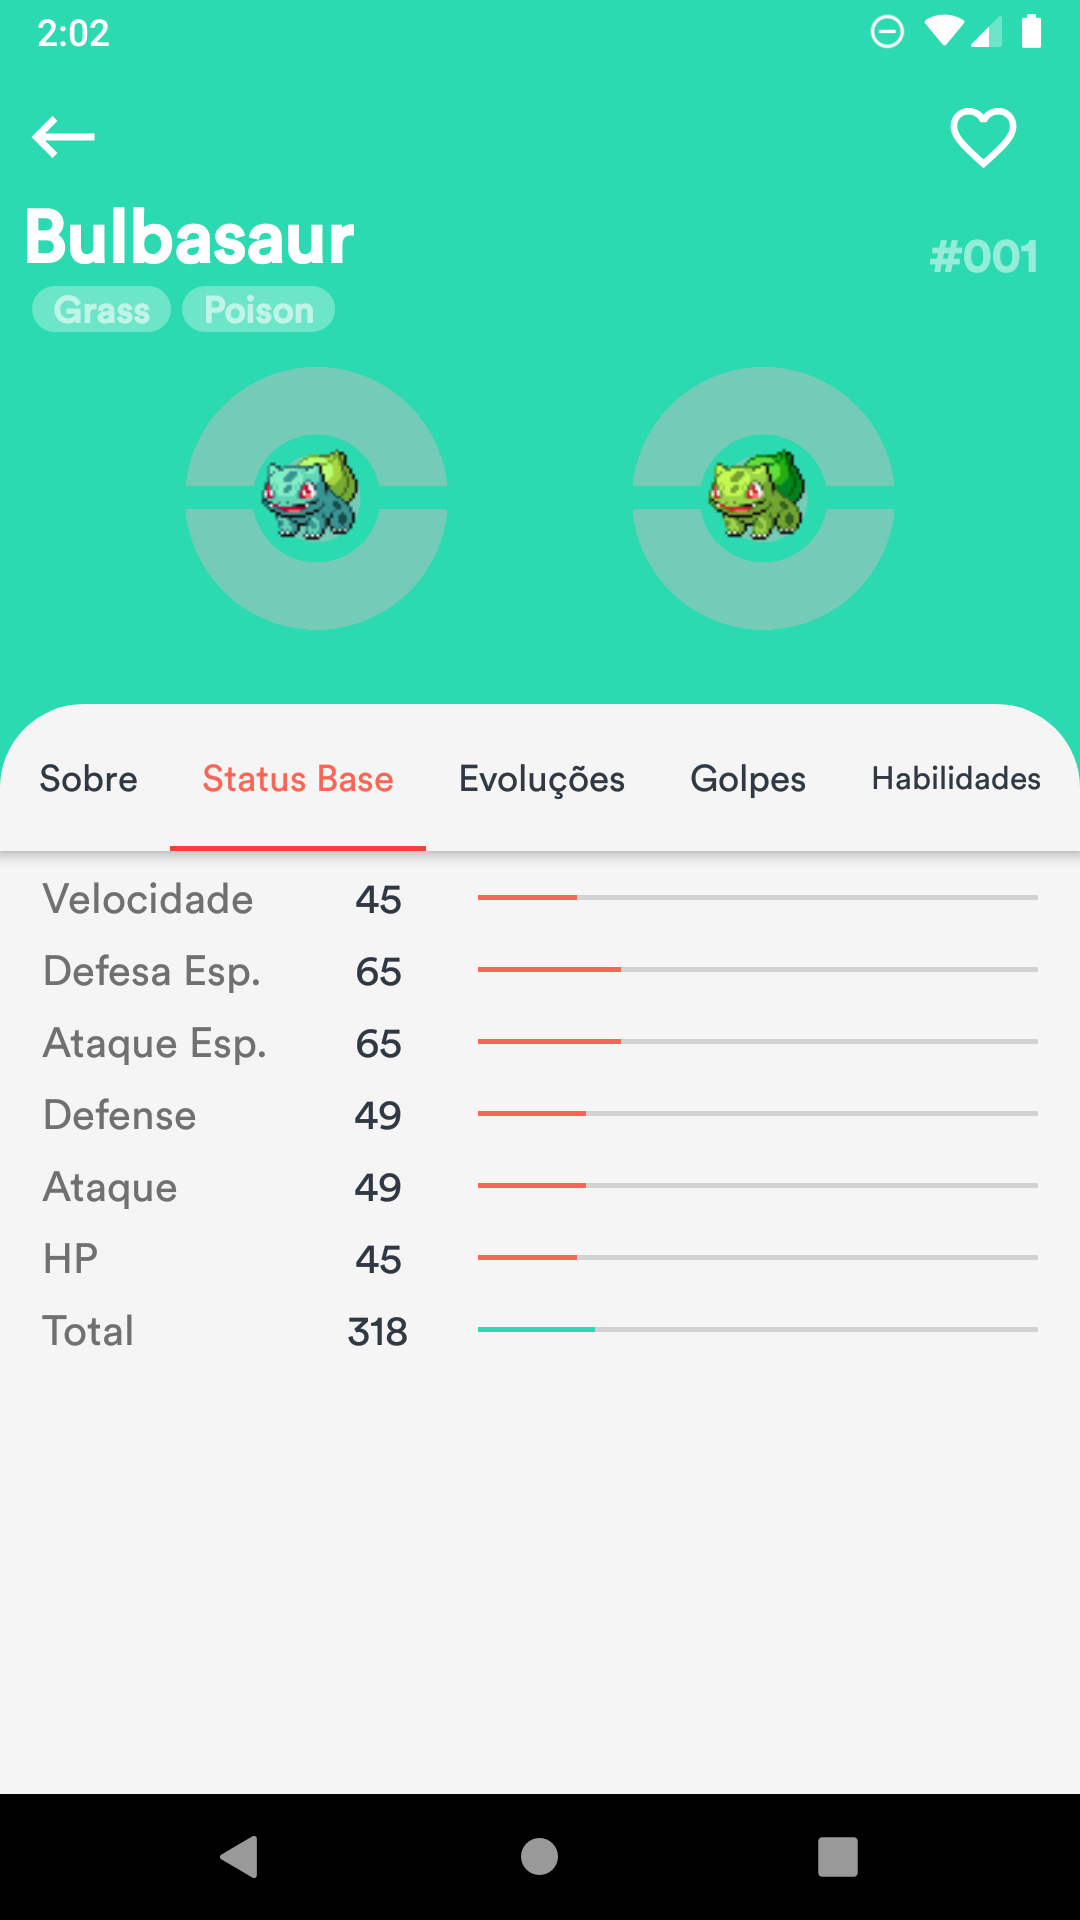 2:02
Bulbasaur
#001
Grass Poison
Sobre Status Base Evoluções Golpes Habilidades
Velocidade 45
Defesa Esp. 65
Ataque Esp. 65
Defense 49
Ataque 49
HP 45
Total 318